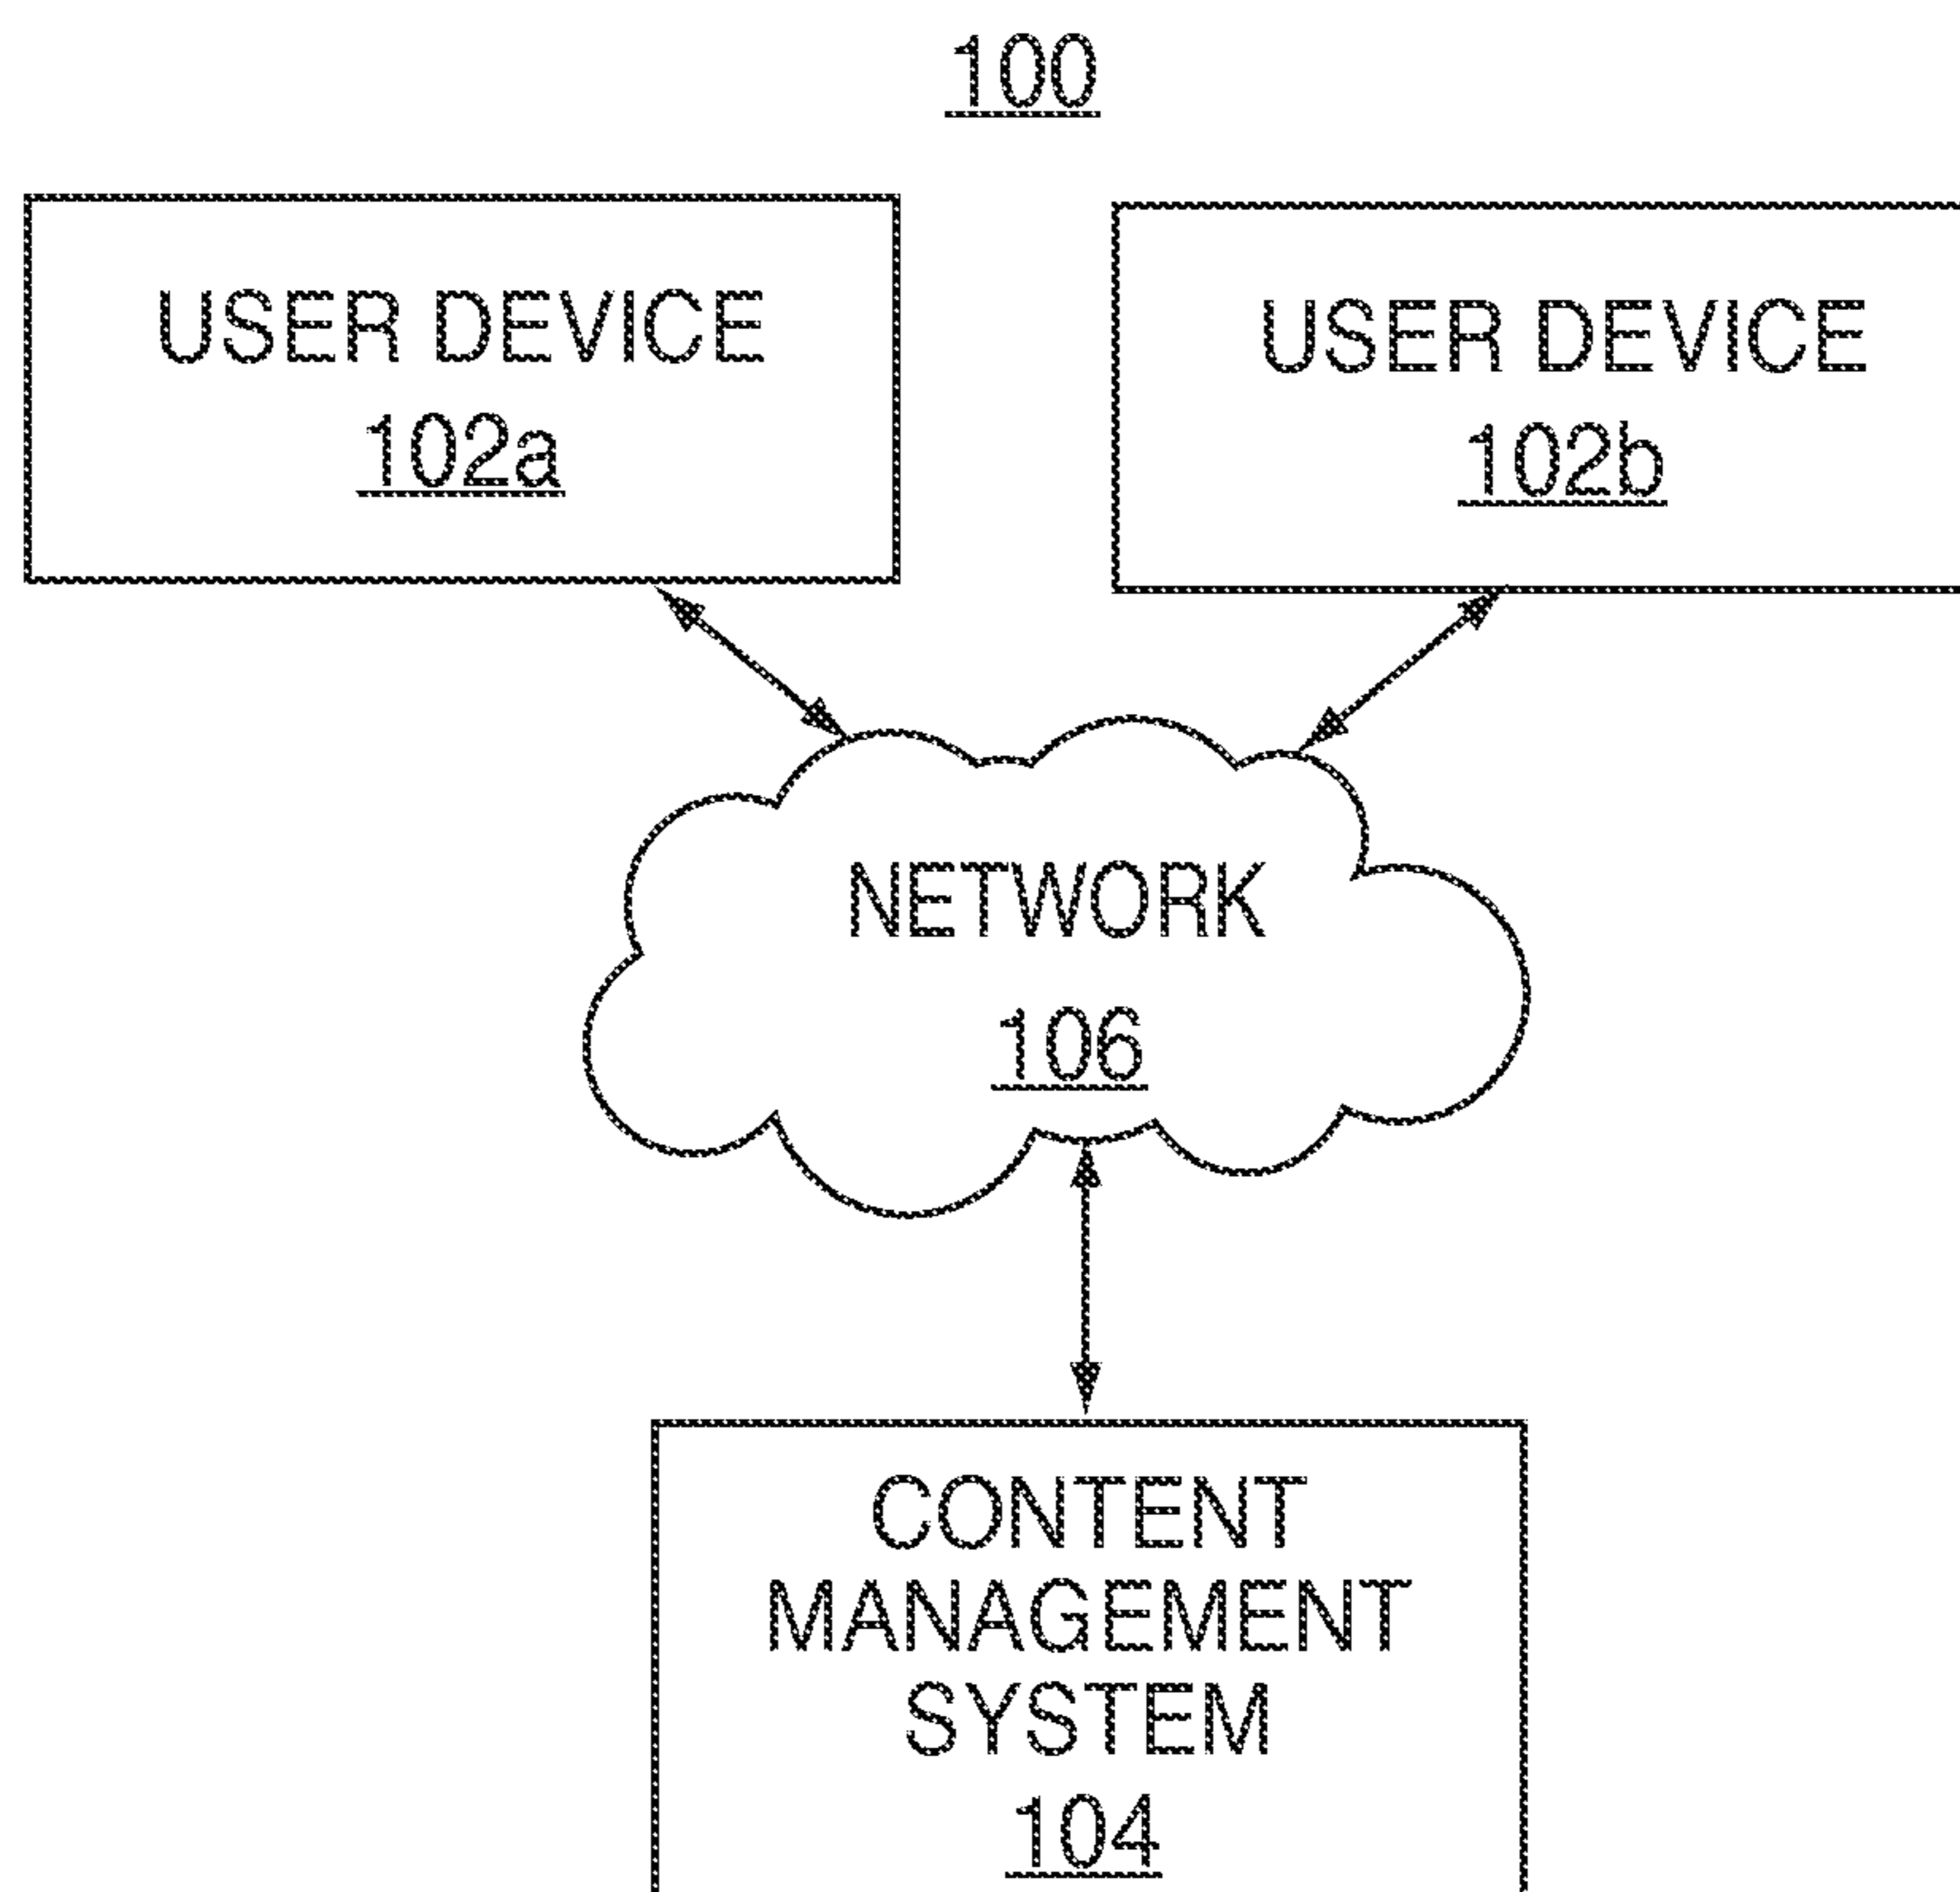 100
USER DEVICE
102a
USER DEVICE
102b
NETWORK
106
CONTENT
MANAGEMENT
SYSTEM
104